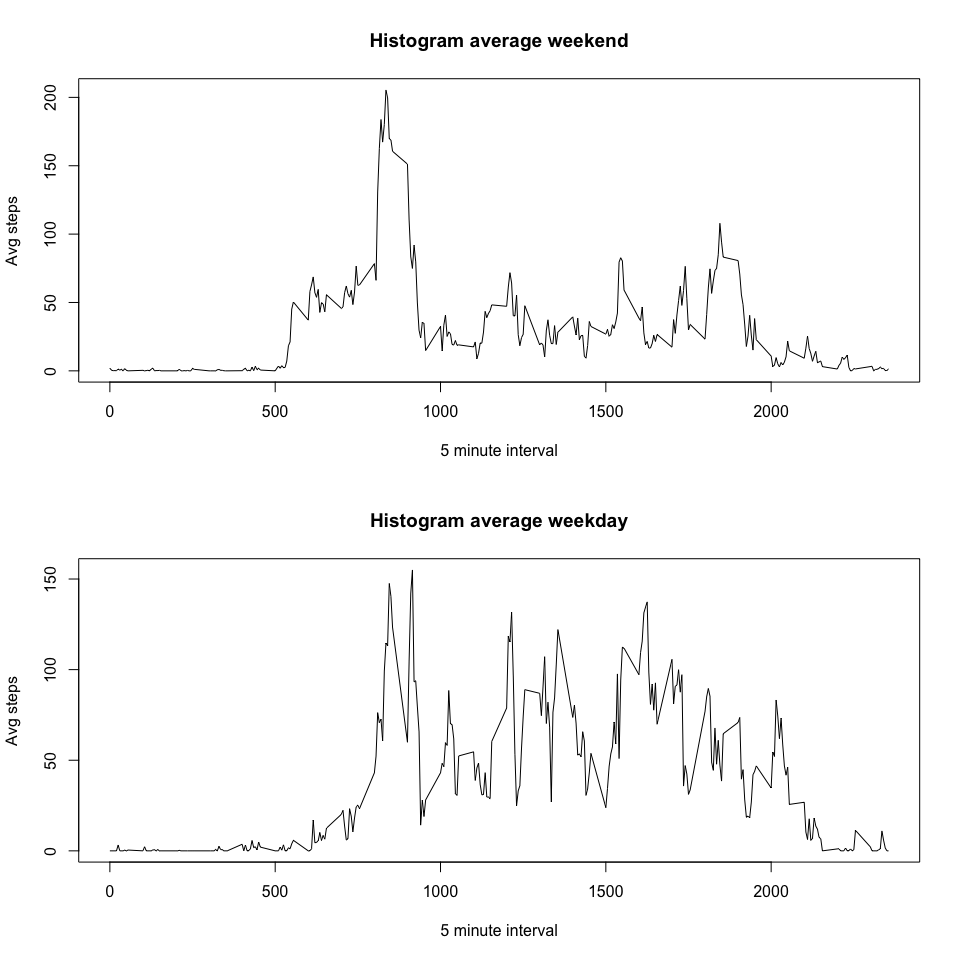 Histogram average weekend
200
150
100
50
0
Avg steps
0 500 1000 1500 2000
5 minute interval
Histogram average weekday
150
100
50
0
Avg steps
0 500 1000 1500 2000
5 minute interval